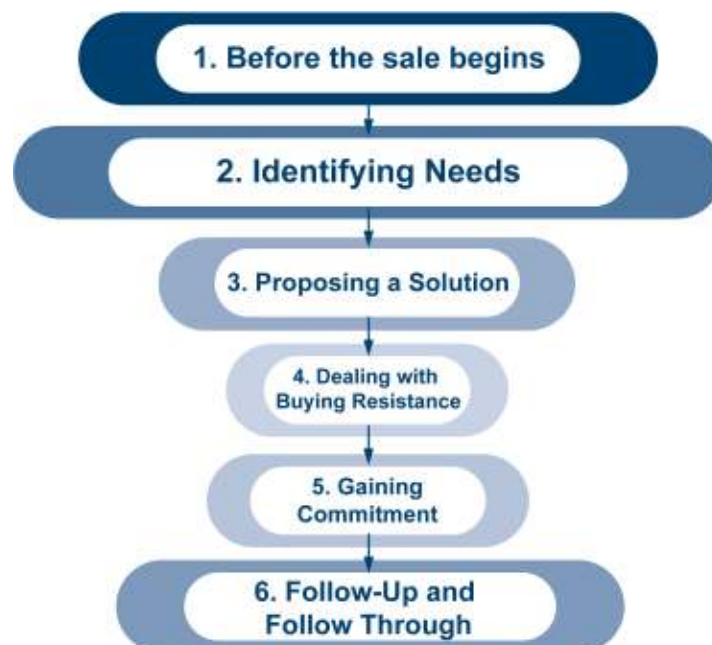 1. Before the sale begins
2. Identifying Needs
3. Proposing a Solution
4. Dealing with
Buying Resistance
5. Gaining
Commitment
6. Follow-Up and
Follow Through